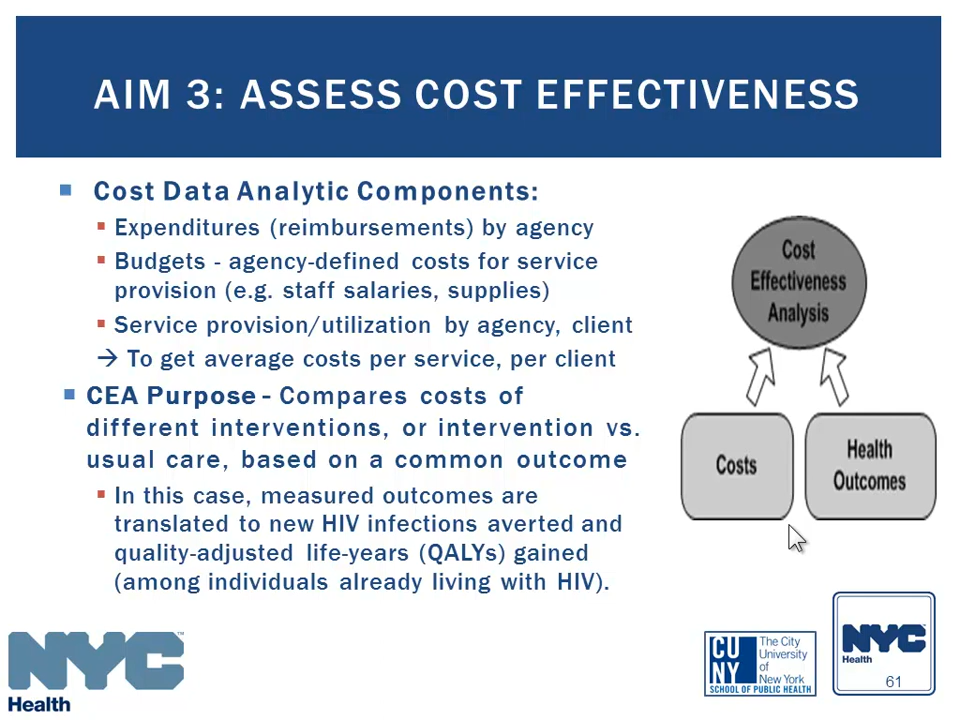 AIM 3: ASSESS COST EFFECTIVENESS
Cost Data Analytic Components:
Expenditures (reimbursements) by agency
Budgets - agency-defined costs for service
provision (e.g. staff salaries, supplies)
Service provision/utilization by agency, client
→ To get average costs per service, per client
CEA Purpose - Compares costs of
different interventions, or intervention vs.
usual care, based on a common outcome
In this case, measured outcomes are
translated to new HIV infections averted and
quality-adjusted life-years (QALYs) gained
(among individuals already living with HIV).
Cost
Effectiveness
Analysis
Costs
Health
Outcomes
NYC™
Health
CU
NY
The City
University
of
New York
SCHOOL OF PUBLIC HEALTH
NYC
Health
61